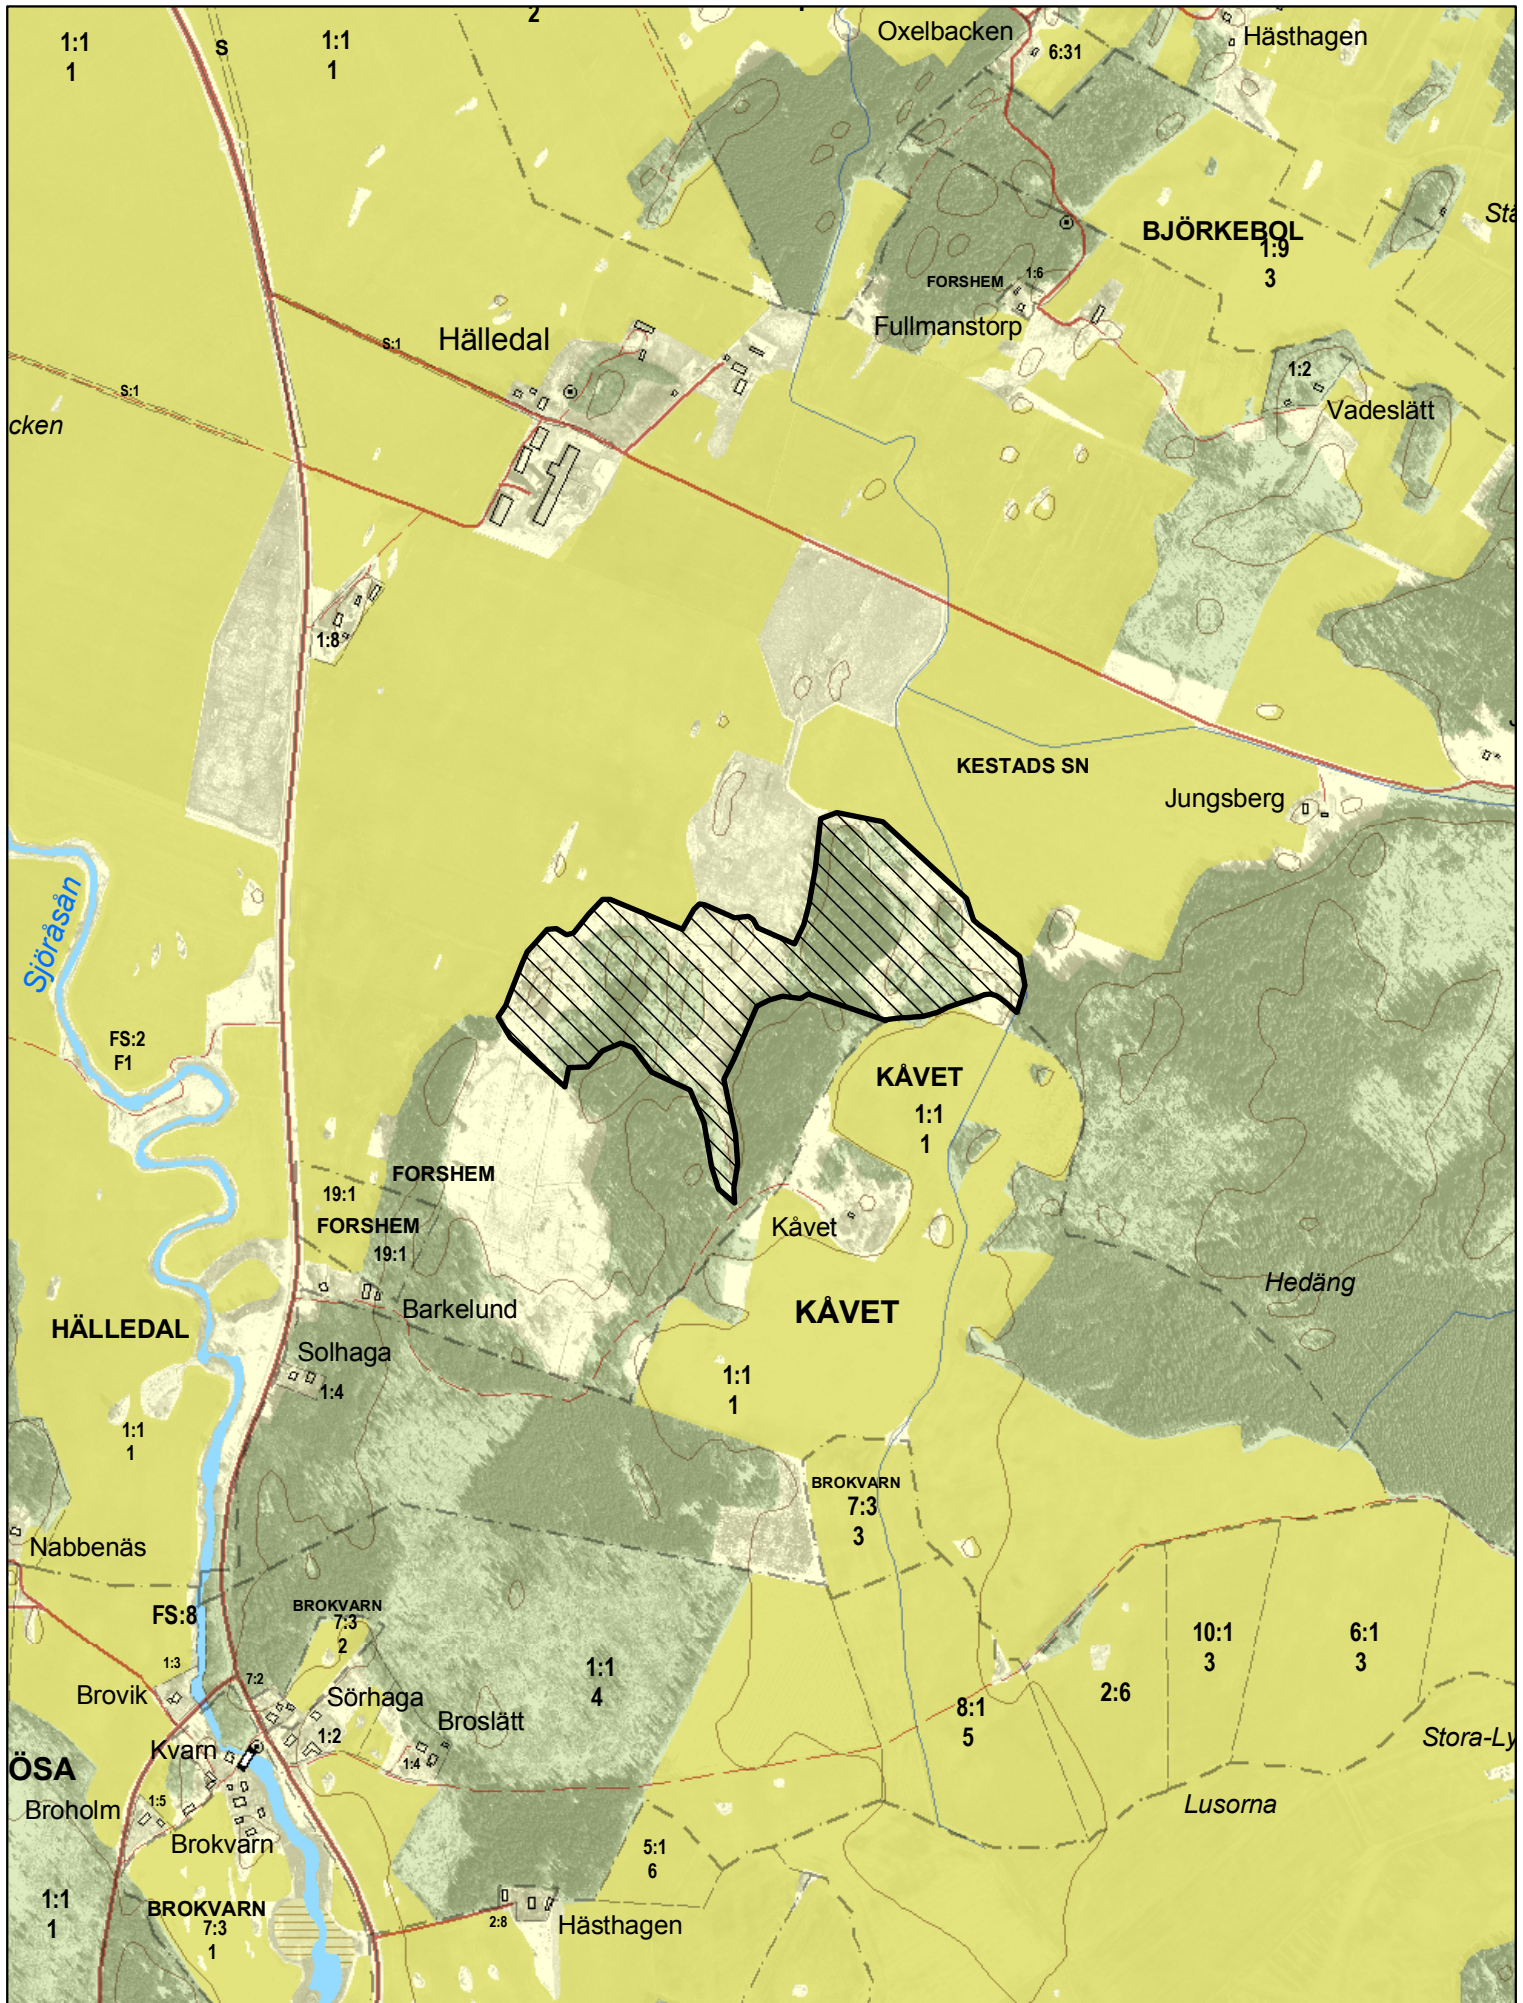 2
1:1
1
S
1:1
1
Oxelbacken
6:31
Hästhagen
BJÖRKEBOL
1:9
3
FORSHEM
1:6
Fullmanstorp
Hälledal
S:1
S:1
cken
1:2
Vadeslätt
1:8
KESTADS SN
Jungsberg
Sjöråsån
FS:2
F1
KÅVET
1:1
1
FORSHEM
19:1
FORSHEM
19:1
Kåvet
Hedäng
Barkelund
HÄLLEDAL
KÅVET
Solhaga
1:4
1:1
1
1:1
1
BROKVARN
7:3
3
Nabbenäs
FS:8
BROKVARN
7:3
2
10:1
3
6:1
3
1:3
7:2
1:1
4
Brovik
Sörhaga
2:6
8:1
5
Broslätt
1:2
Stora-Ly
Kvarn
1:4
ÖSA
Broholm
1:5
Lusorna
Brokvarn
5:1
6
1:1
1
BROKVARN
7:3
1
2:8
Hästhagen